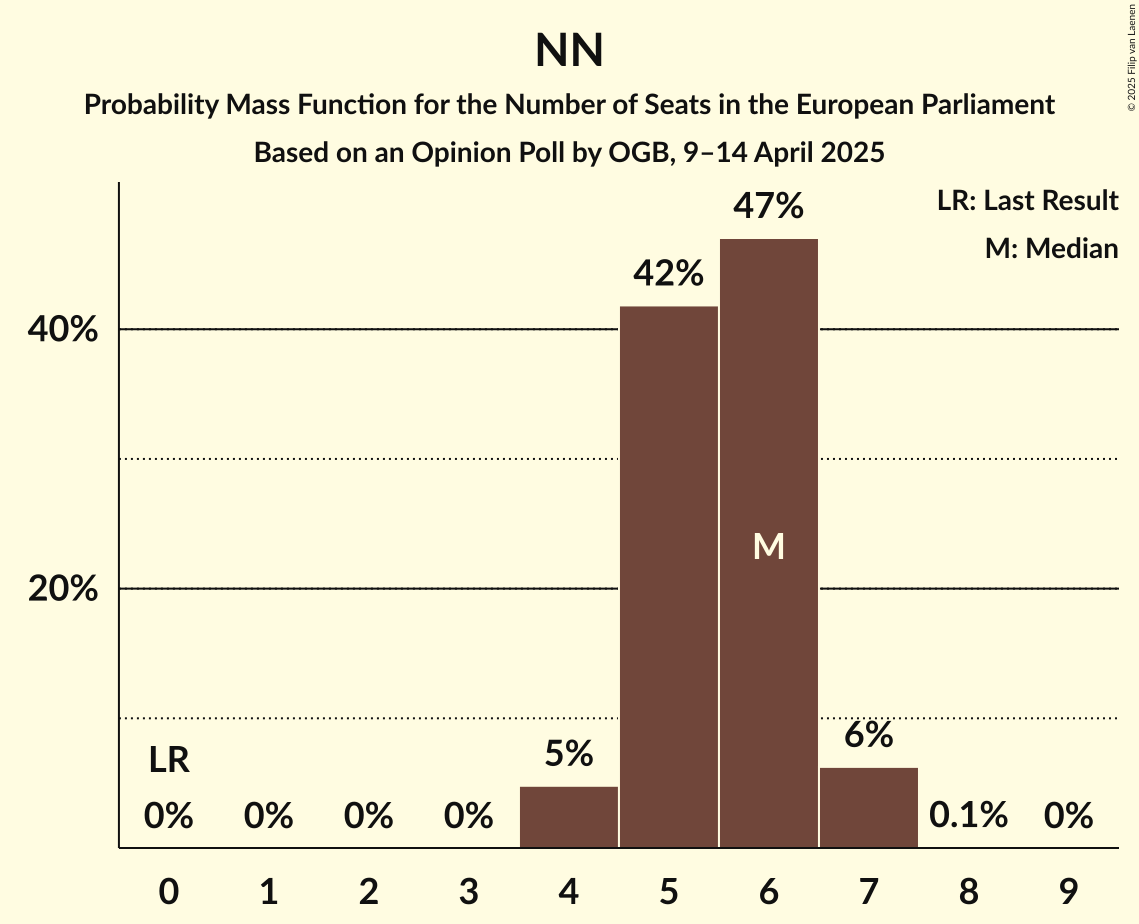 NN
Probability Mass Function for the Number of Seats in the European Parliament
Based on an Opinion Poll by OGB, 9–14 April 2025
© 2025 Filip van Laenen
LR: Last Result
M: Median
47%
42%
40%
M
20%
6%
5%
LR
0% 0% 0% 0% 0.1% 0%
0 1 2 3 4 5 6 7 8 9